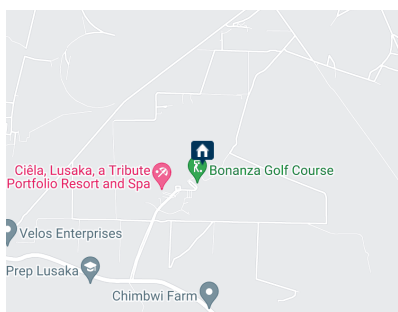 Ciêla, Lusaka, a Tribute
Portfolio Resort and Spa
Bonanza Golf Course
Velos Enterprises
Prep Lusaka
Chimbwi Farm